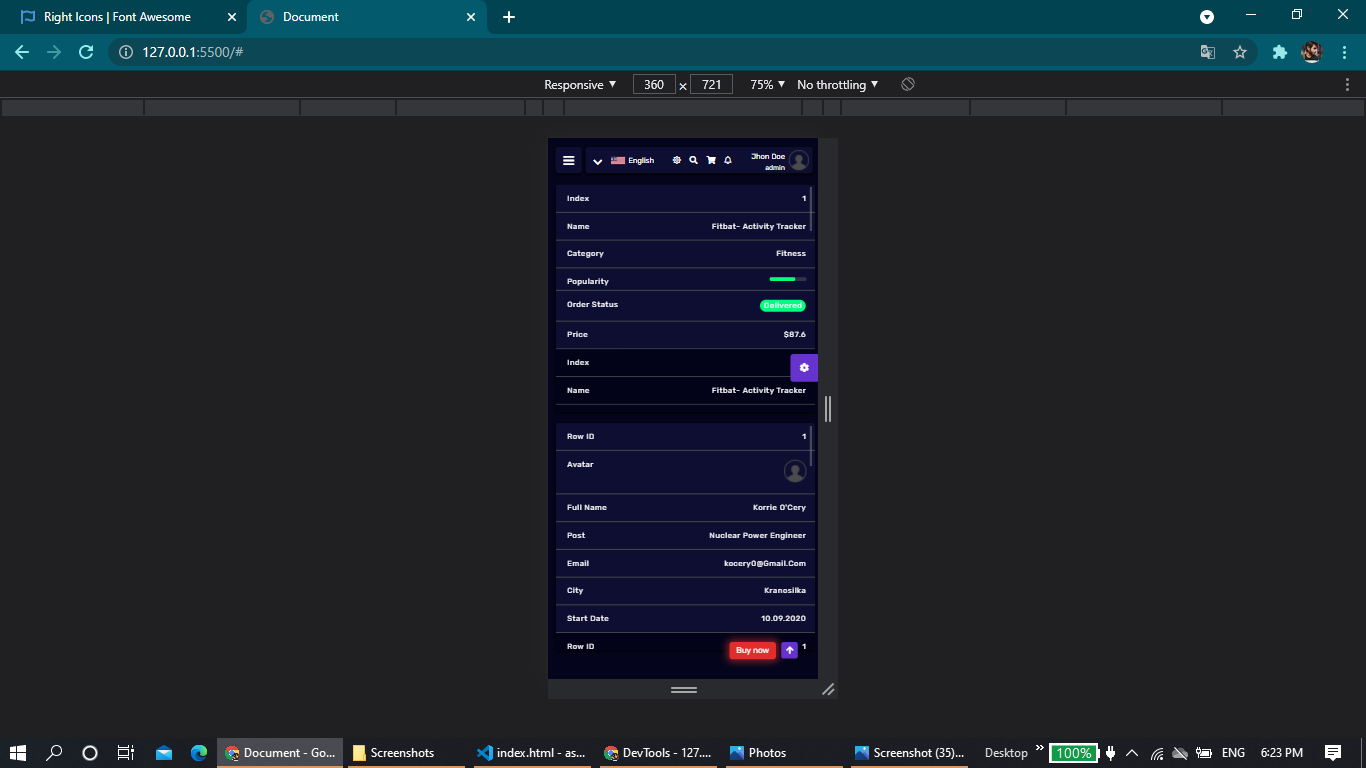 Right Icons | Font Awesome
Document
127.0.0.1:5500/#
Responsive 360 × 721 75% No throttling
English
Jhon Doe
admin
Index 1
Name Fitbat- Activity Tracker
Category Fitness
Popularity
Order Status Delivered
Price $87.6
Index
Name Fitbat- Activity Tracker
Row ID 1
Avatar
Full Name Korrie O'Cery
Post Nuclear Power Engineer
Email kocery0@Gmail.Com
City Kranosilka
Start Date 10.09.2020
Row ID Buy now 1
Document - Go... Screenshots index.html - as... DevTools - 127.... Photos Screenshot (35)... Desktop 100% ENG 6:23 PM